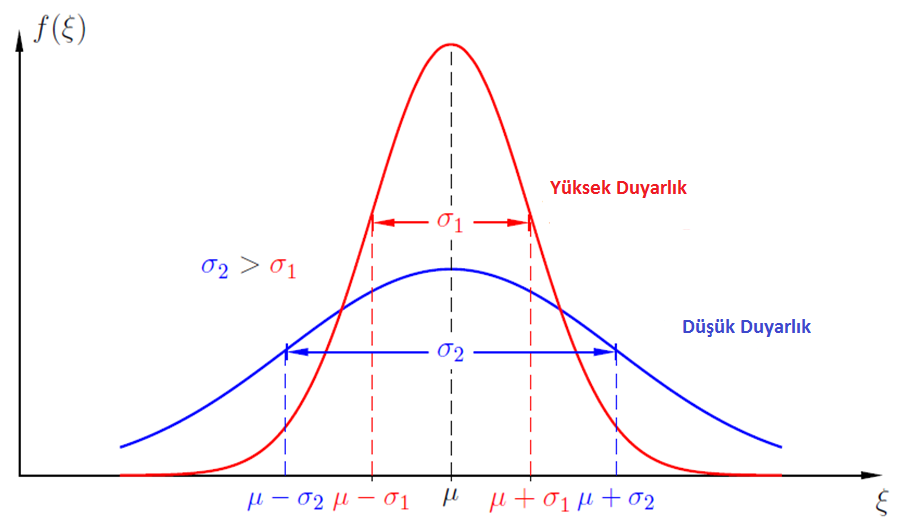 f(ξ)
Yüksek Duyarlık
σ₁
σ₂ > σ₁
Düşük Duyarlık
σ₂
μ − σ₂ μ − σ₁ μ μ + σ₁ μ + σ₂ ξ